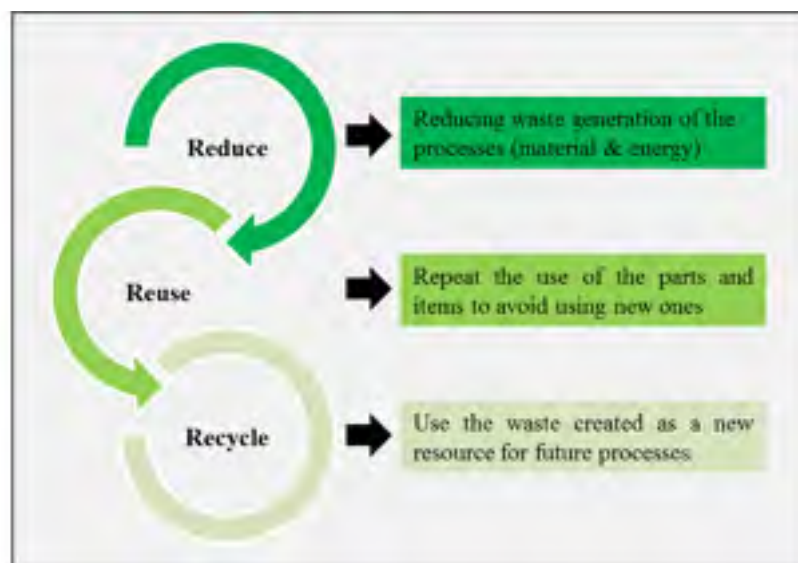 Reduce
Reducing waste generation of the
processes (material & energy)
Reuse
Repeat the use of the parts and
items to avoid using new ones
Recycle
Use the waste created as a new
resource for future processes